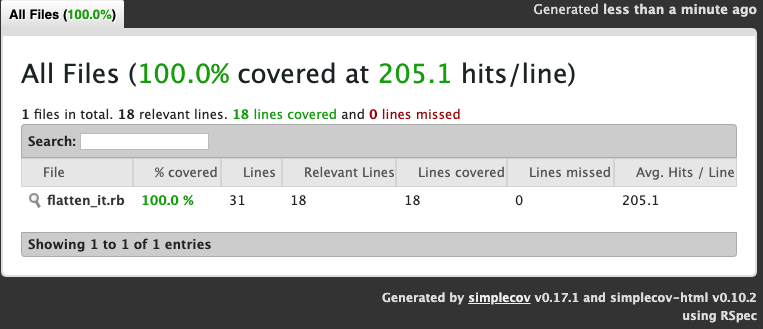 All Files (100.0%)
Generated less than a minute ago
All Files (100.0% covered at 205.1 hits/line)
1 files in total. 18 relevant lines. 18 lines covered and 0 lines missed
Search:
File % covered Lines Relevant Lines Lines covered Lines missed Avg. Hits / Line
flatten_it.rb 100.0 % 31 18 18 0 205.1
Showing 1 to 1 of 1 entries
Generated by simplecov v0.17.1 and simplecov-html v0.10.2
using RSpec